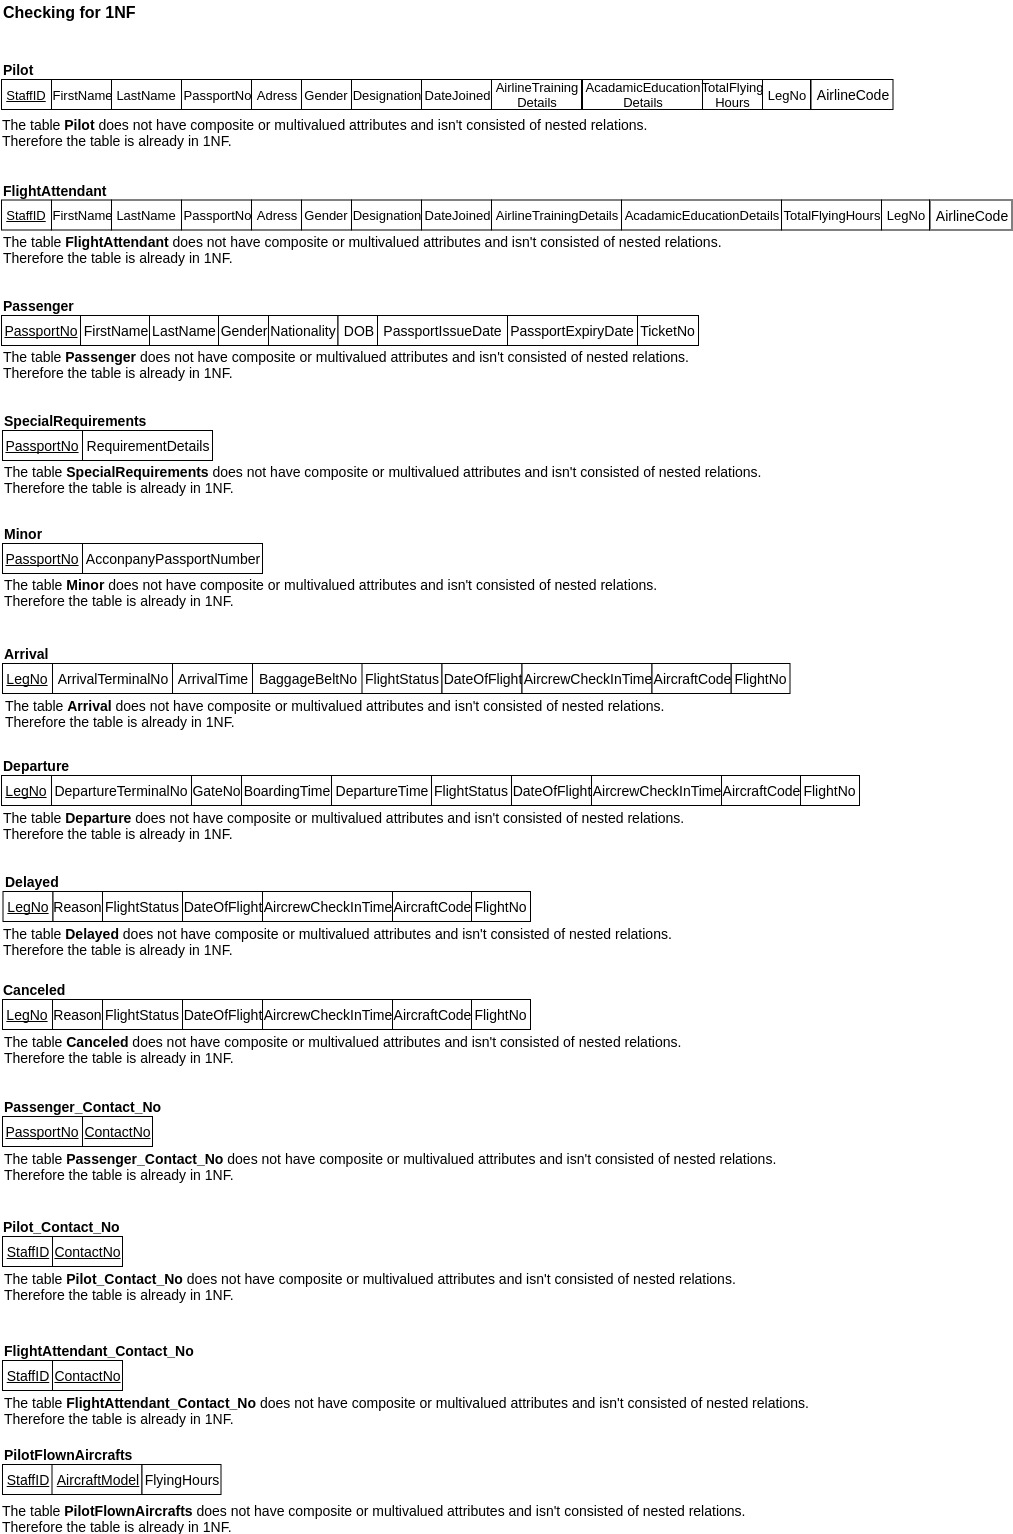 Checking for 1NF
Pilot
StaffID FirstName LastName PassportNo Adress Gender Designation DateJoined AirlineTraining Details AcadamicEducation Details TotalFlying Hours LegNo AirlineCode
The table Pilot does not have composite or multivalued attributes and isn't consisted of nested relations.
Therefore the table is already in 1NF.
FlightAttendant
StaffID FirstName LastName PassportNo Adress Gender Designation DateJoined AirlineTrainingDetails AcadamicEducationDetails TotalFlyingHours LegNo AirlineCode
The table FlightAttendant does not have composite or multivalued attributes and isn't consisted of nested relations.
Therefore the table is already in 1NF.
Passenger
PassportNo FirstName LastName Gender Nationality DOB PassportIssueDate PassportExpiryDate TicketNo
The table Passenger does not have composite or multivalued attributes and isn't consisted of nested relations.
Therefore the table is already in 1NF.
SpecialRequirements
PassportNo RequirementDetails
The table SpecialRequirements does not have composite or multivalued attributes and isn't consisted of nested relations.
Therefore the table is already in 1NF.
Minor
PassportNo AcconpanyPassportNumber
The table Minor does not have composite or multivalued attributes and isn't consisted of nested relations.
Therefore the table is already in 1NF.
Arrival
LegNo ArrivalTerminalNo ArrivalTime BaggageBeltNo FlightStatus DateOfFlight AircrewCheckInTime AircraftCode FlightNo
The table Arrival does not have composite or multivalued attributes and isn't consisted of nested relations.
Therefore the table is already in 1NF.
Departure
LegNo DepartureTerminalNo GateNo BoardingTime DepartureTime FlightStatus DateOfFlight AircrewCheckInTime AircraftCode FlightNo
The table Departure does not have composite or multivalued attributes and isn't consisted of nested relations.
Therefore the table is already in 1NF.
Delayed
LegNo Reason FlightStatus DateOfFlight AircrewCheckInTime AircraftCode FlightNo
The table Delayed does not have composite or multivalued attributes and isn't consisted of nested relations.
Therefore the table is already in 1NF.
Canceled
LegNo Reason FlightStatus DateOfFlight AircrewCheckInTime AircraftCode FlightNo
The table Canceled does not have composite or multivalued attributes and isn't consisted of nested relations.
Therefore the table is already in 1NF.
Passenger_Contact_No
PassportNo ContactNo
The table Passenger_Contact_No does not have composite or multivalued attributes and isn't consisted of nested relations.
Therefore the table is already in 1NF.
Pilot_Contact_No
StaffID ContactNo
The table Pilot_Contact_No does not have composite or multivalued attributes and isn't consisted of nested relations.
Therefore the table is already in 1NF.
FlightAttendant_Contact_No
StaffID ContactNo
The table FlightAttendant_Contact_No does not have composite or multivalued attributes and isn't consisted of nested relations.
Therefore the table is already in 1NF.
PilotFlownAircrafts
StaffID AircraftModel FlyingHours
The table PilotFlownAircrafts does not have composite or multivalued attributes and isn't consisted of nested relations.
Therefore the table is already in 1NF.